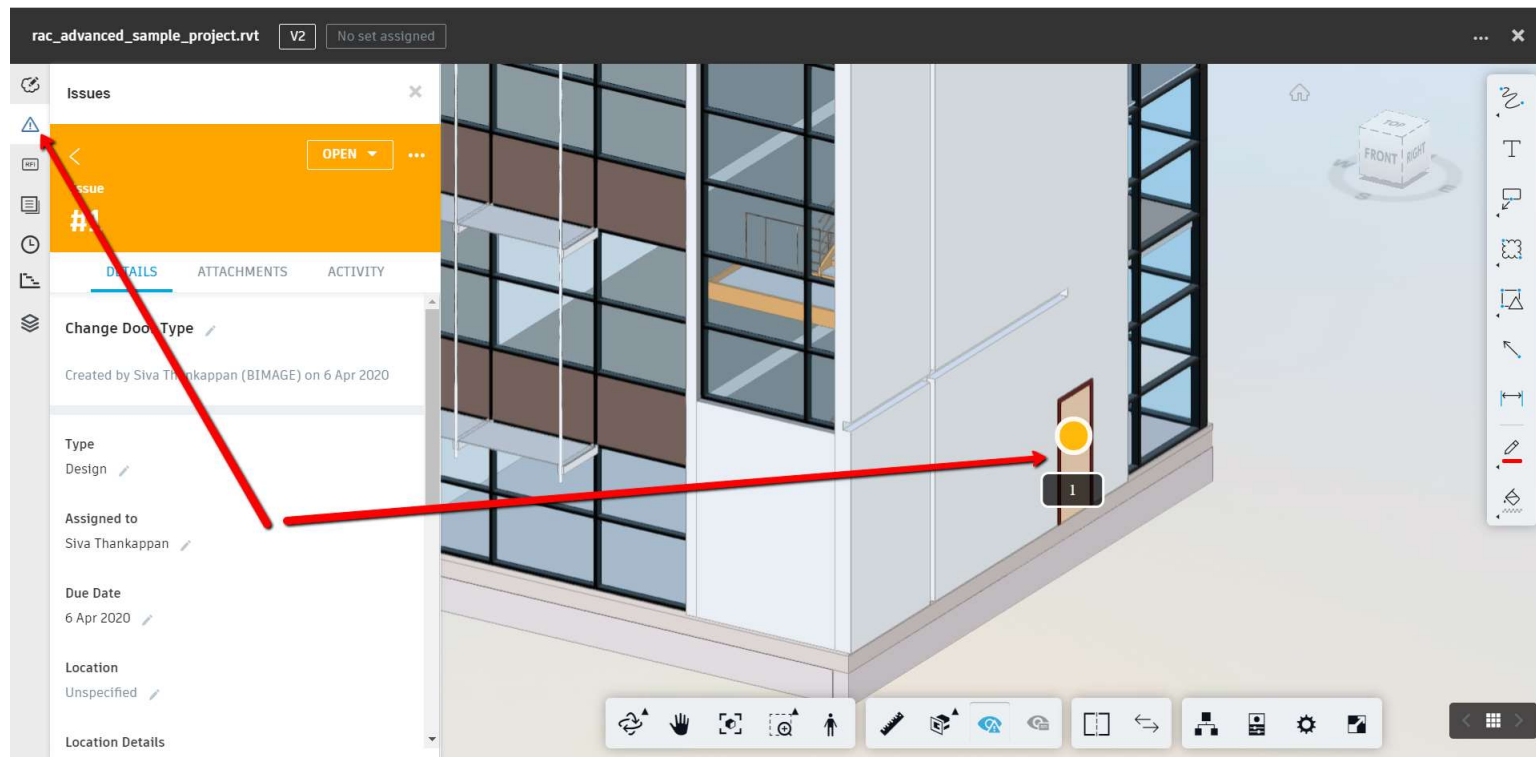 rac_advanced_sample_project.rvt V2 No set assigned
Issues
OPEN
Issue
#1
DETAILS ATTACHMENTS ACTIVITY
Change Door Type
Created by Siva Thankappan (BIMAGE) on 6 Apr 2020
Type
Design
Assigned to
Siva Thankappan
Due Date
6 Apr 2020
Location
Unspecified
Location Details
RFI
TOP
FRONT RIGHT
1
T